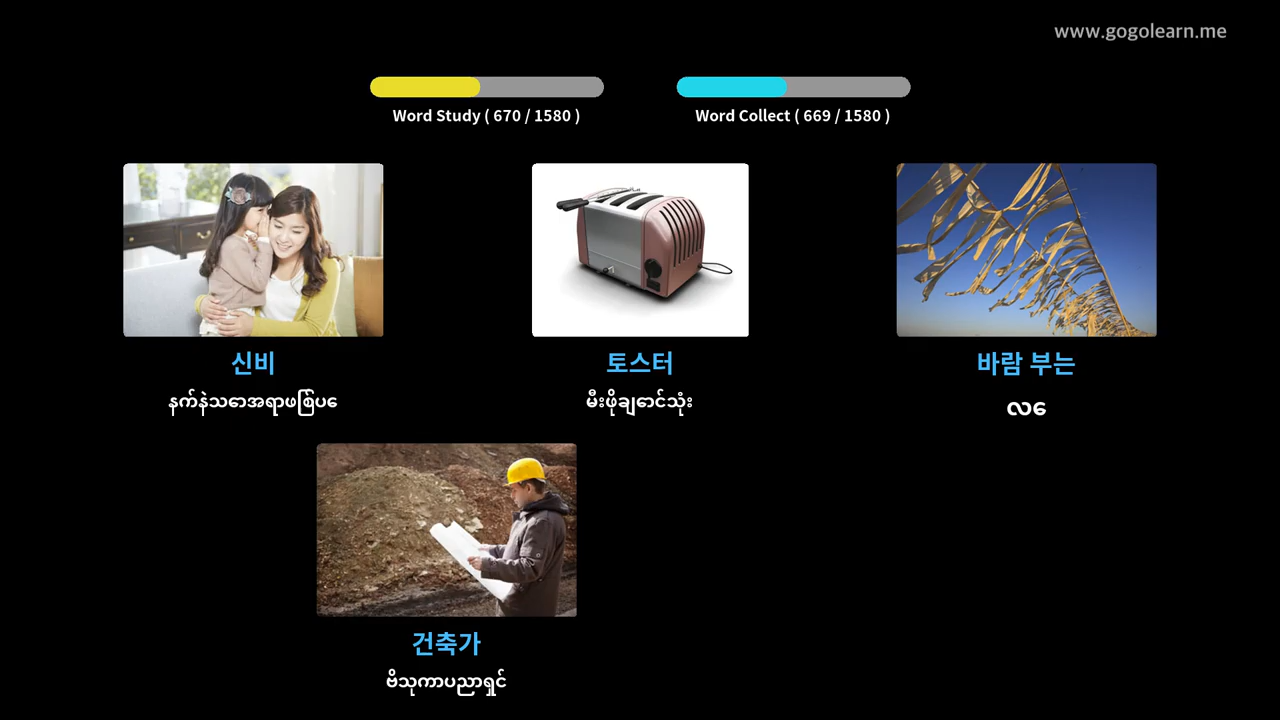 www.gogolearn.me
Word Study ( 670 / 1580 )
Word Collect ( 669 / 1580 )
신비
နက်နဲသောအရာဖြစ်ပေ
토스터
မီးဖိုချောင်သုံး
바람 부는
လေ
건축가
ဗိသုကာပညာရှင်